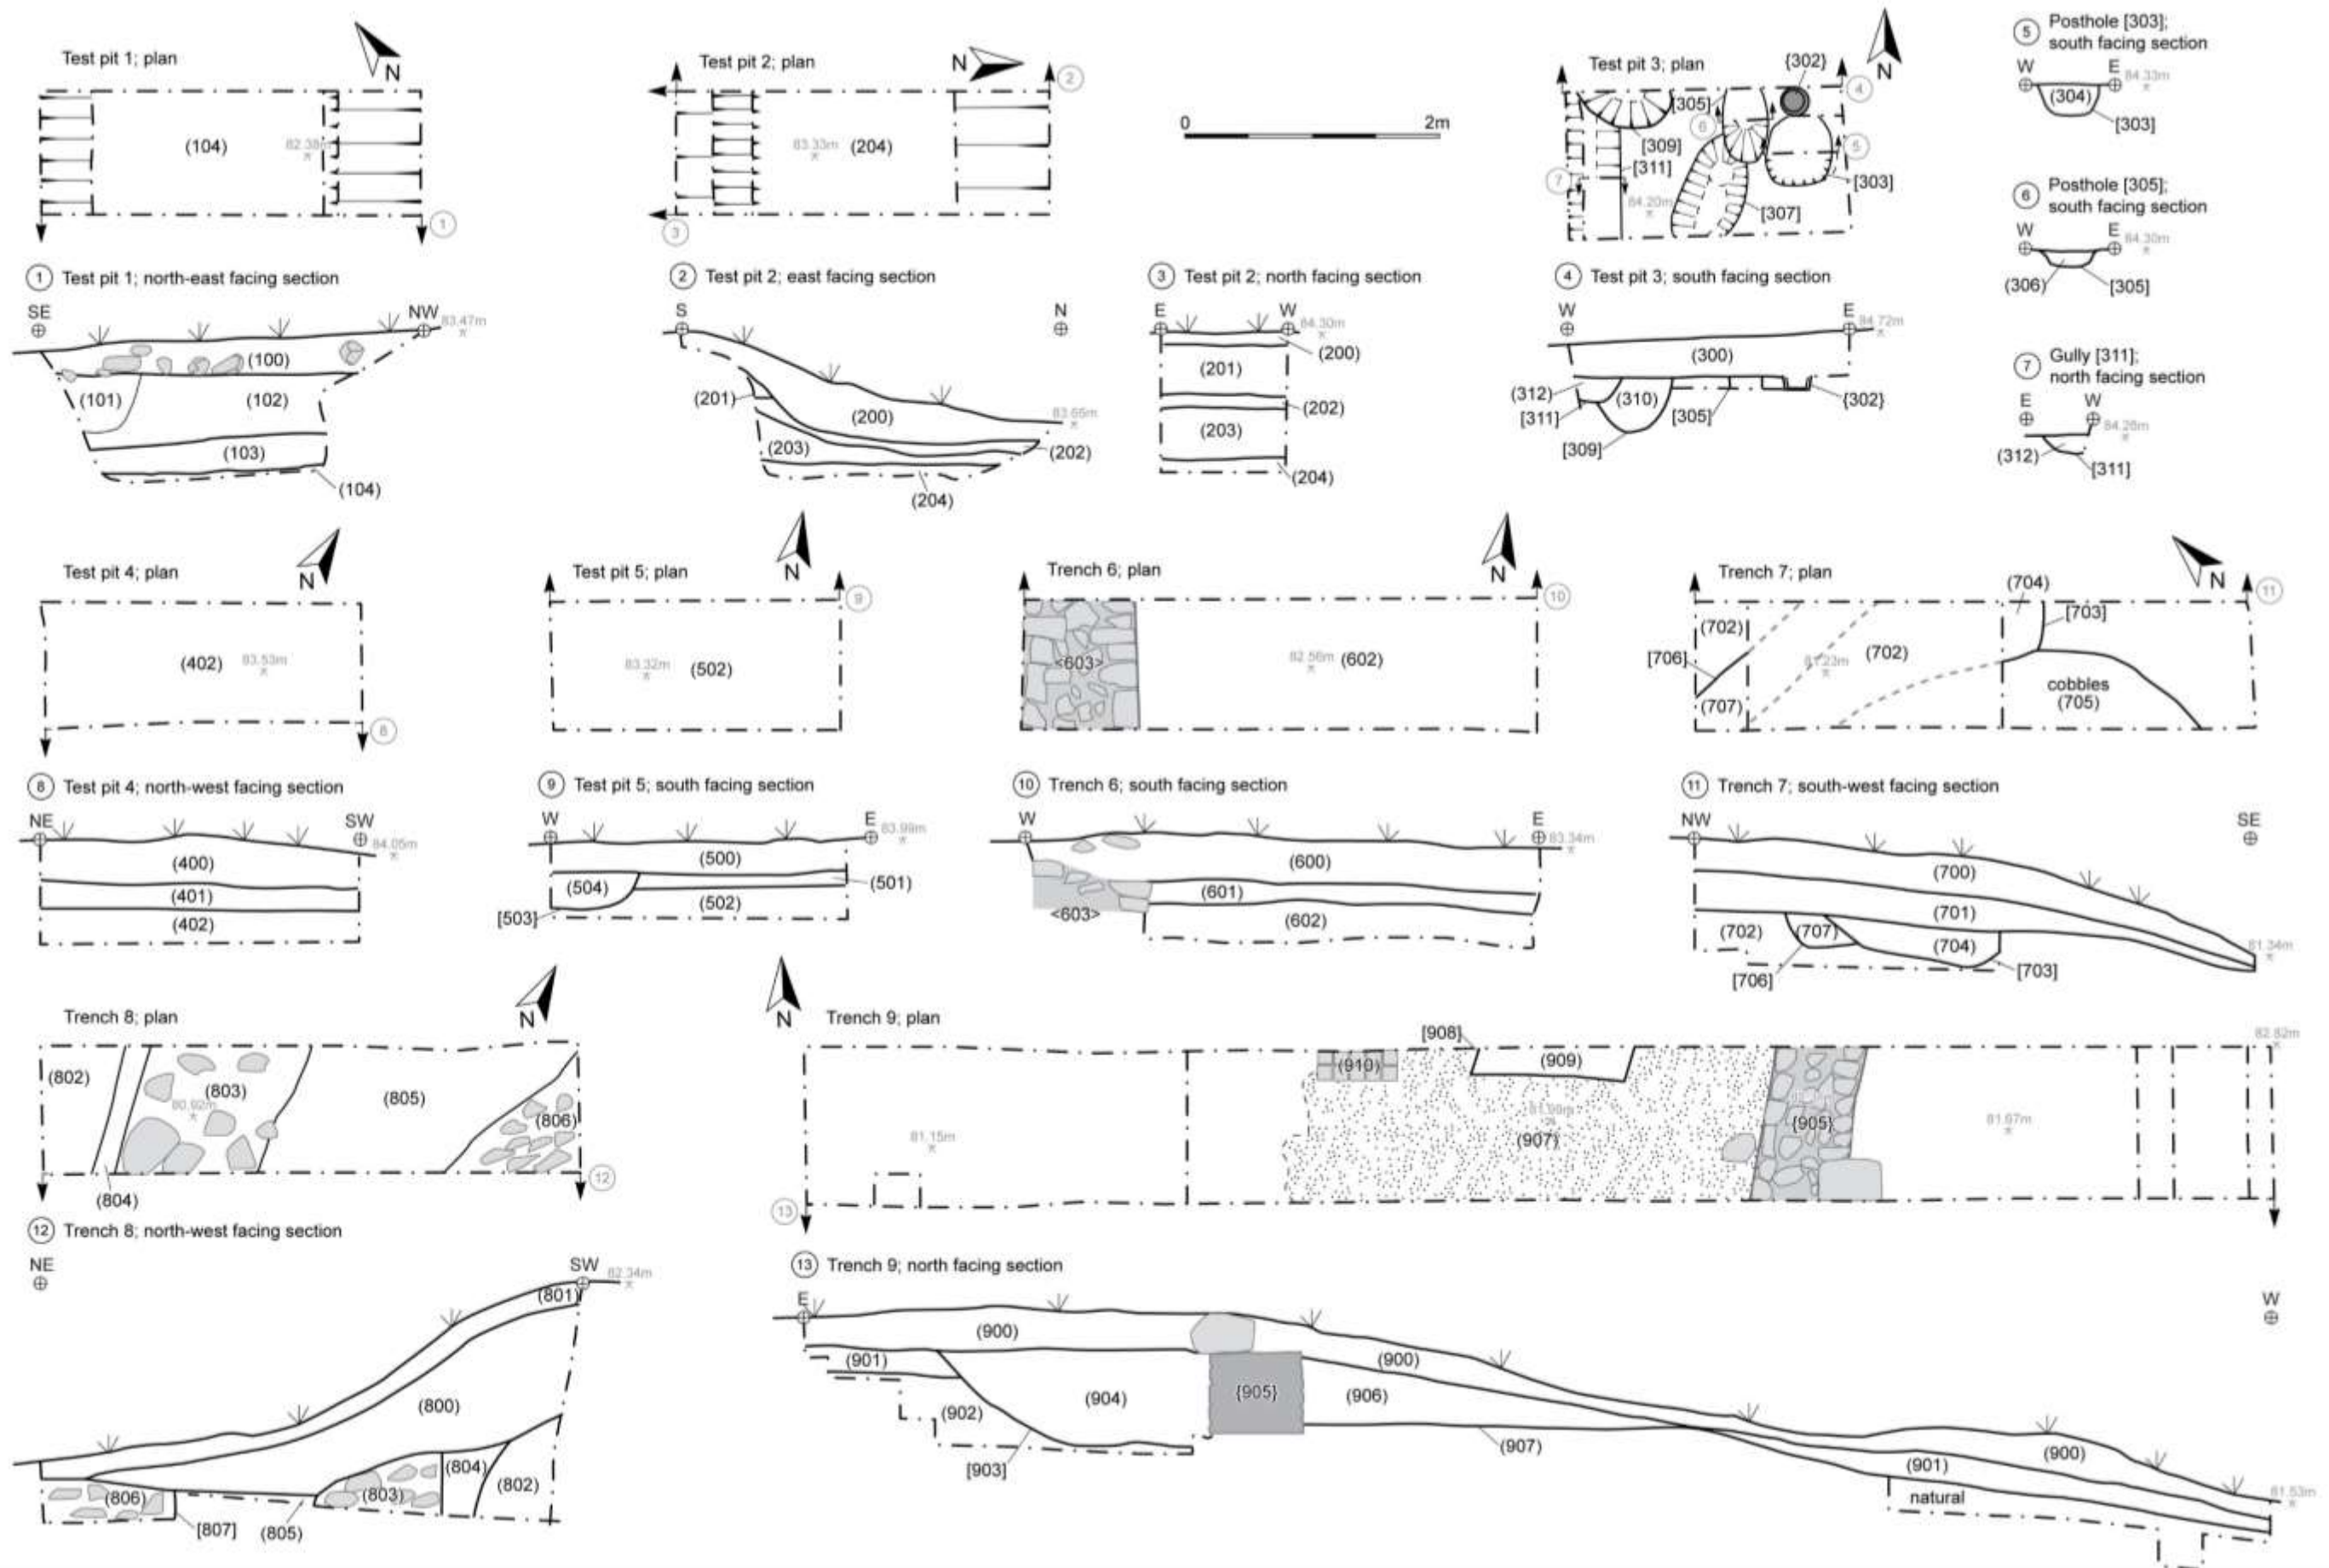 Test pit 1; plan
N
(104)
82.38m
1
Test pit 2; plan
N
2
83.33m
(204)
3
0
2m
Test pit 3; plan
{302}
N
4
[305]
6
[309]
5
[311]
7
[303]
84.20m
[307]
5
Posthole [303];
south facing section
W
E
84.33m
(304)
[303]
6
Posthole [305];
south facing section
W
E
84.30m
(306)
[305]
7
Gully [311];
north facing section
E
W
84.26m
(312)
[311]
1
Test pit 1; north-east facing section
SE
NW
83.47m
(100)
(101)
(102)
(103)
(104)
2
Test pit 2; east facing section
S
N
(201)
83.65m
(200)
(203)
(202)
(204)
3
Test pit 2; north facing section
E
W
84.30m
(200)
(201)
(202)
(203)
(204)
4
Test pit 3; south facing section
W
E
84.72m
(300)
(312)
(310)
{302}
[311]
[305]
[309]
Test pit 4; plan
N
(402)
83.53m
8
Test pit 5; plan
N
9
83.32m
(502)
Trench 6; plan
N
10
<603>
82.56m
(602)
Trench 7; plan
N
(704)
11
[703]
(702)
[706]
81.23m
(702)
cobbles
(705)
(707)
8
Test pit 4; north-west facing section
NE
SW
84.05m
(400)
(401)
(402)
9
Test pit 5; south facing section
W
E
83.99m
(500)
(504)
(501)
(502)
[503]
10
Trench 6; south facing section
W
E
83.34m
(600)
(601)
<603>
(602)
11
Trench 7; south-west facing section
NW
SE
(700)
(701)
(702)
(707)
(704)
81.34m
[706]
[703]
Trench 8; plan
N
(802)
(803)
80.92m
(805)
(806)
12
(804)
Trench 9; plan
N
[908]
82.82m
(910)
(909)
81.15m
(907)
{905}
81.67m
13
12
Trench 8; north-west facing section
NE
SW
82.34m
(801)
(800)
(804)
(802)
(803)
(806)
[807]
(805)
13
Trench 9; north facing section
E
W
(900)
(901)
(900)
(904)
{905}
(906)
(902)
(907)
[903]
(900)
(901)
natural
81.53m